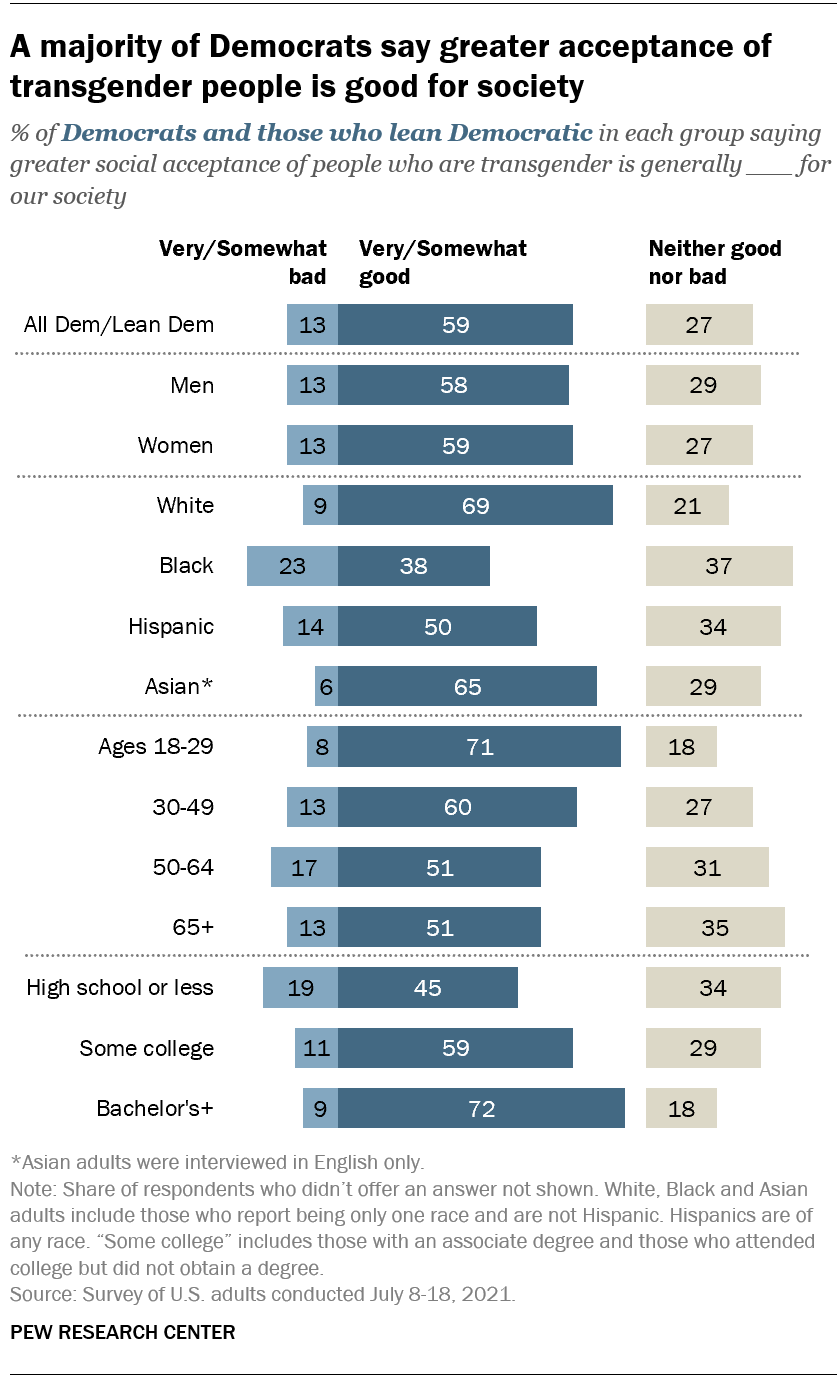 A majority of Democrats say greater acceptance of
transgender people is good for society
% of Democrats and those who lean Democratic in each group saying
greater social acceptance of people who are transgender is generally ___ for
our society
Very/Somewhat bad Very/Somewhat good Neither good nor bad
All Dem/Lean Dem 13 59 27
Men 13 58 29
Women 13 59 27
White 9 69 21
Black 23 38 37
Hispanic 14 50 34
Asian* 6 65 29
Ages 18-29 8 71 18
30-49 13 60 27
50-64 17 51 31
65+ 13 51 35
High school or less 19 45 34
Some college 11 59 29
Bachelor's+ 9 72 18
*Asian adults were interviewed in English only.
Note: Share of respondents who didn’t offer an answer not shown. White, Black and Asian
adults include those who report being only one race and are not Hispanic. Hispanics are of
any race. “Some college” includes those with an associate degree and those who attended
college but did not obtain a degree.
Source: Survey of U.S. adults conducted July 8-18, 2021.
PEW RESEARCH CENTER